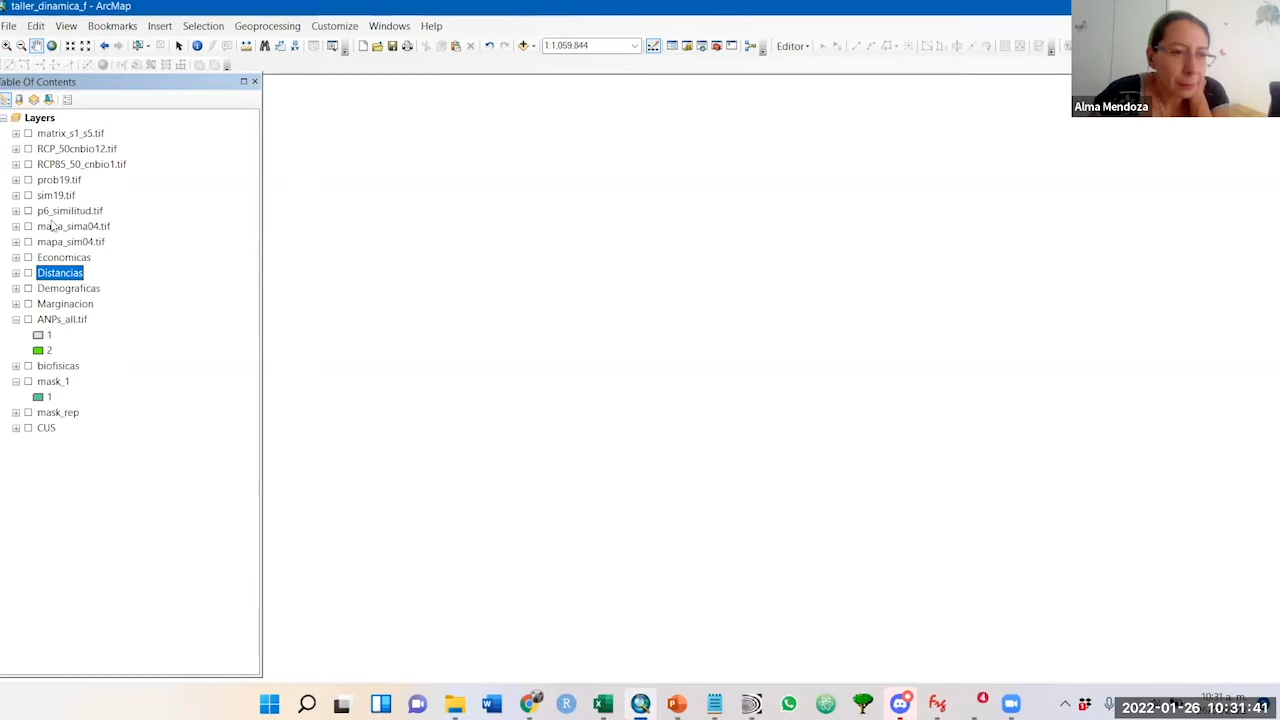 taller_dinamica_f - ArcMap
File Edit View Bookmarks Insert Selection Geoprocessing Customize Windows Help
1:1,059,844
Editor
Table Of Contents
Layers
matrix_s1_s5.tif
RCP_50cnbio12.tif
RCP85_50_cnbio1.tif
prob19.tif
sim19.tif
p6_similitud.tif
mapa_sima04.tif
mapa_sim04.tif
Economicas
Distancias
Demograficas
Marginacion
ANPs_all.tif
1
2
biofisicas
mask_1
1
mask_rep
CUS
Alma Mendoza
4
10:31 a. m.
2022-01-26 10:31:41